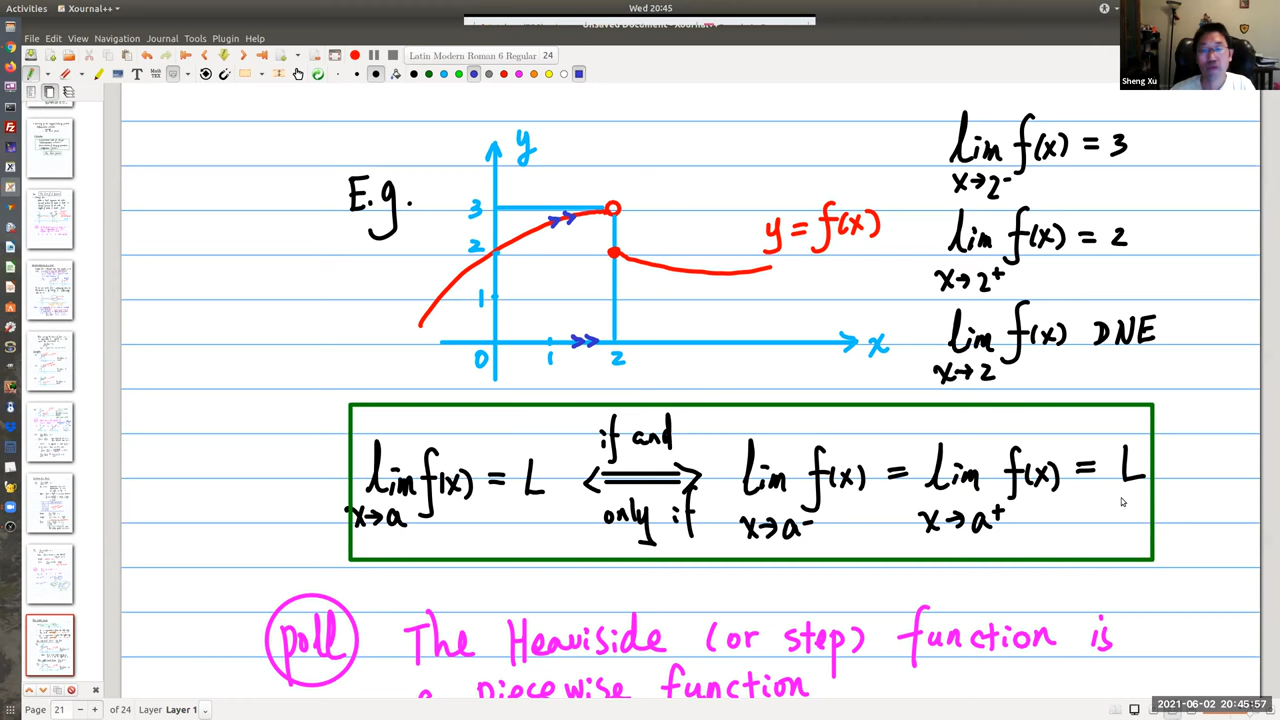 Activities
Xournal++
Wed 20:45
Unsaved Document - Xournal++
File Edit View Navigation Journal Tools Plugin Help
Latin Modern Roman 6 Regular 24
Sheng Xu
E.g.
y
3
2
1
0 1 2 x
y = f(x)
lim f(x) = 3
x→2⁻
lim f(x) = 2
x→2⁺
lim f(x) DNE
x→2
lim f(x) = L <==> lim f(x) = lim f(x) = L
if and
only if
x→a x→a⁻ x→a⁺
poll The Heaviside (or step) function is
a piecewise function
Page 21 of 24 Layer Layer 1
2021-06-02 20:45:57